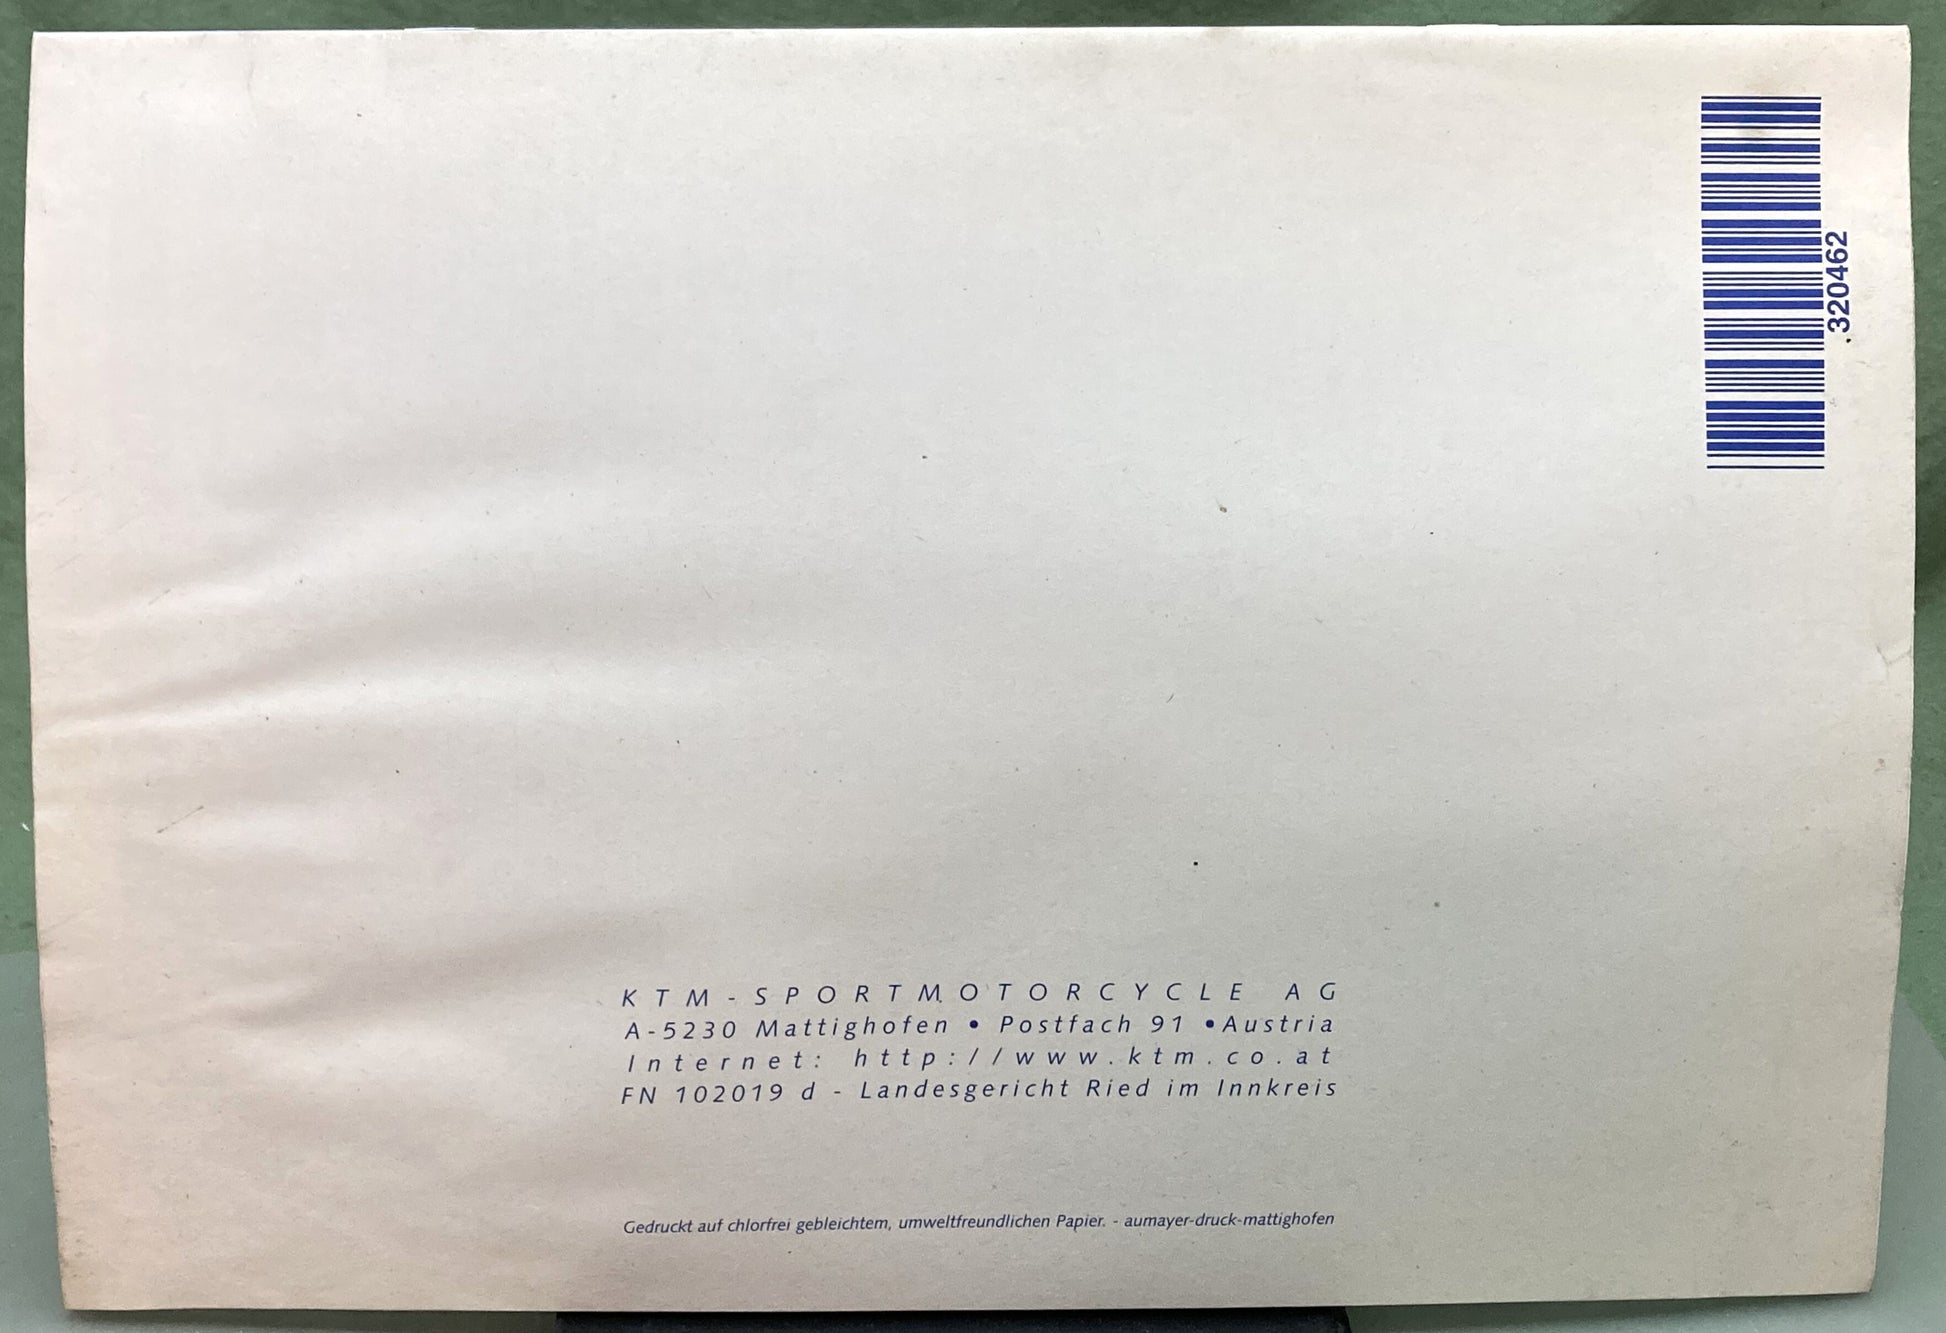 320462
KTM-SPORTMOTORCYCLE AG
A-5230 Mattighofen • Postfach 91 •Austria
Internet: http://www.ktm.co.at
FN 102019 d - Landesgericht Ried im Innkreis
Gedruckt auf chlorfrei gebleichtem, umweltfreundlichen Papier. - aumayer-druck-mattighofen